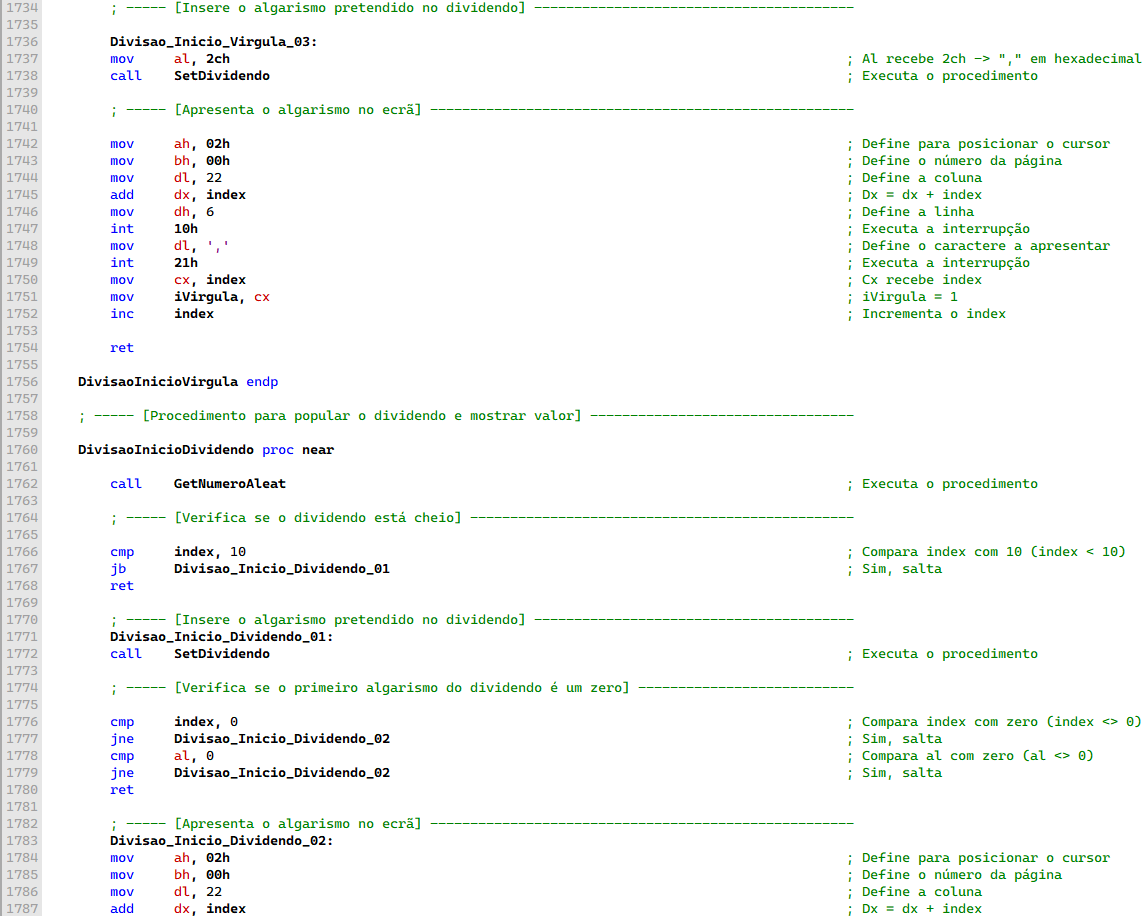 1734 ; ----- [Insere o algarismo pretendido no dividendo] ----------------------------------------
1735
1736 Divisao_Inicio_Virgula_03:
1737 mov al, 2ch ; Al recebe 2ch -> "," em hexadecimal
1738 call SetDividendo ; Executa o procedimento
1739
1740 ; ----- [Apresenta o algarismo no ecrã] -----------------------------------------------------
1741
1742 mov ah, 02h ; Define para posicionar o cursor
1743 mov bh, 00h ; Define o número da página
1744 mov dl, 22 ; Define a coluna
1745 add dx, index ; Dx = dx + index
1746 mov dh, 6 ; Define a linha
1747 int 10h ; Executa a interrupção
1748 mov dl, ',' ; Define o caractere a apresentar
1749 int 21h ; Executa a interrupção
1750 mov cx, index ; Cx recebe index
1751 mov iVirgula, cx ; iVirgula = 1
1752 inc index ; Incrementa o index
1753
1754 ret
1755
1756 DivisaoInicioVirgula endp
1757
1758 ; ----- [Procedimento para popular o dividendo e mostrar valor] ---------------------------------
1759
1760 DivisaoInicioDividendo proc near
1761
1762 call GetNumeroAleat ; Executa o procedimento
1763
1764 ; ----- [Verifica se o dividendo está cheio] ------------------------------------------------
1765
1766 cmp index, 10 ; Compara index com 10 (index < 10)
1767 jb Divisao_Inicio_Dividendo_01 ; Sim, salta
1768 ret
1769
1770 ; ----- [Insere o algarismo pretendido no dividendo] ----------------------------------------
1771 Divisao_Inicio_Dividendo_01:
1772 call SetDividendo ; Executa o procedimento
1773
1774 ; ----- [Verifica se o primeiro algarismo do dividendo é um zero] ---------------------------
1775
1776 cmp index, 0 ; Compara index com zero (index <> 0)
1777 jne Divisao_Inicio_Dividendo_02 ; Sim, salta
1778 cmp al, 0 ; Compara al com zero (al <> 0)
1779 jne Divisao_Inicio_Dividendo_02 ; Sim, salta
1780 ret
1781
1782 ; ----- [Apresenta o algarismo no ecrã] -----------------------------------------------------
1783 Divisao_Inicio_Dividendo_02:
1784 mov ah, 02h ; Define para posicionar o cursor
1785 mov bh, 00h ; Define o número da página
1786 mov dl, 22 ; Define a coluna
1787 add dx, index ; Dx = dx + index